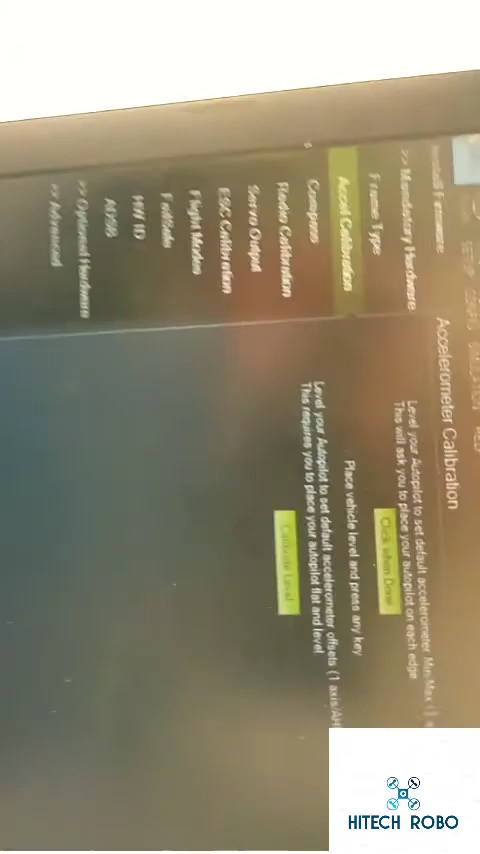 Install Firmware
>> Mandatory Hardware
Frame Type
Accel Calibration
Compass
Radio Calibration
Servo Output
ESC Calibration
Flight Modes
FailSafe
HW ID
ADSB
>> Optional Hardware
>> Advanced
Accelerometer Calibration
Level your Autopilot to set default accelerometer Min/Max (
This will ask you to place your autopilot on each edge
Click when Done
Place vehicle level and press any key
Level your Autopilot to set default accelerometer offsets (1 axis/AH
This requires you to place your autopilot flat and level
Calibrate Level
HITECH ROBO